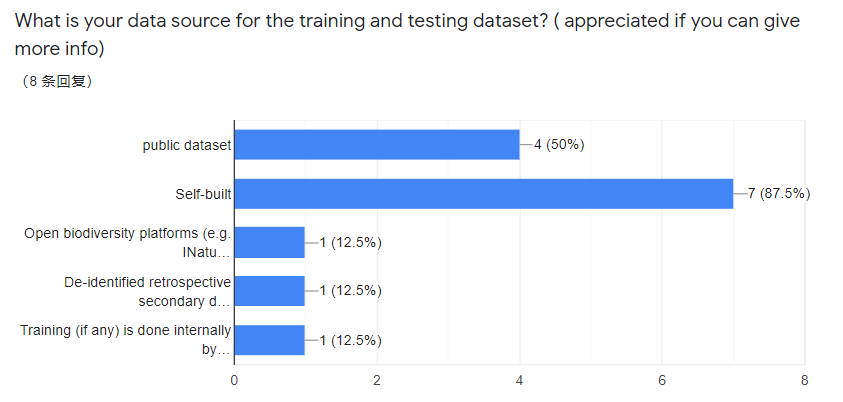 What is your data source for the training and testing dataset? ( appreciated if you can give
more info)
（8 条回复）
public dataset
4 (50%)
Self-built
7 (87.5%)
Open biodiversity platforms (e.g.
INatu…
1 (12.5%)
De-identified retrospective
secondary d…
1 (12.5%)
Training (if any) is done internally
by…
1 (12.5%)
0 2 4 6 8